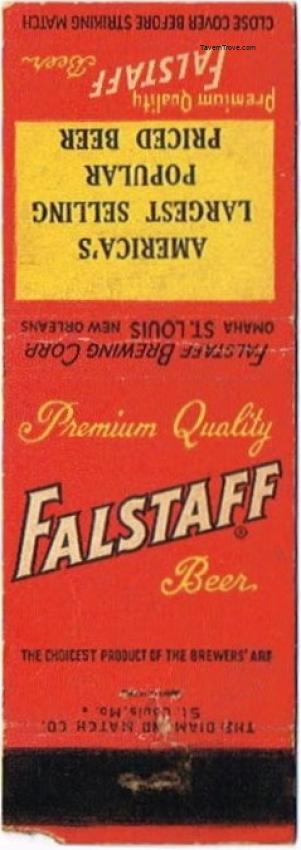 CLOSE COVER BEFORE STRIKING MATCH
TavernTrove.com
Premium Quality
FALSTAFF
Beer
AMERICA'S
LARGEST SELLING
POPULAR
PRICED BEER
FALSTAFF BREWING CORP.
OMAHA ST. LOUIS NEW ORLEANS
Premium Quality
FALSTAFF®
Beer
THE CHOICEST PRODUCT OF THE BREWERS' ART
THE DIAMOND MATCH CO.
St. Louis, Mo.